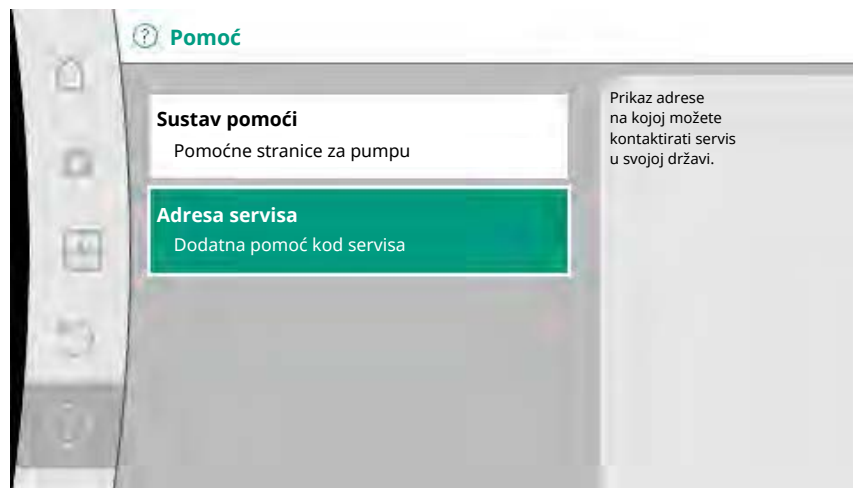 Pomoć
Sustav pomoći
Pomoćne stranice za pumpu
Adresa servisa
Dodatna pomoć kod servisa
Prikaz adrese
na kojoj možete
kontaktirati servis
u svojoj državi.